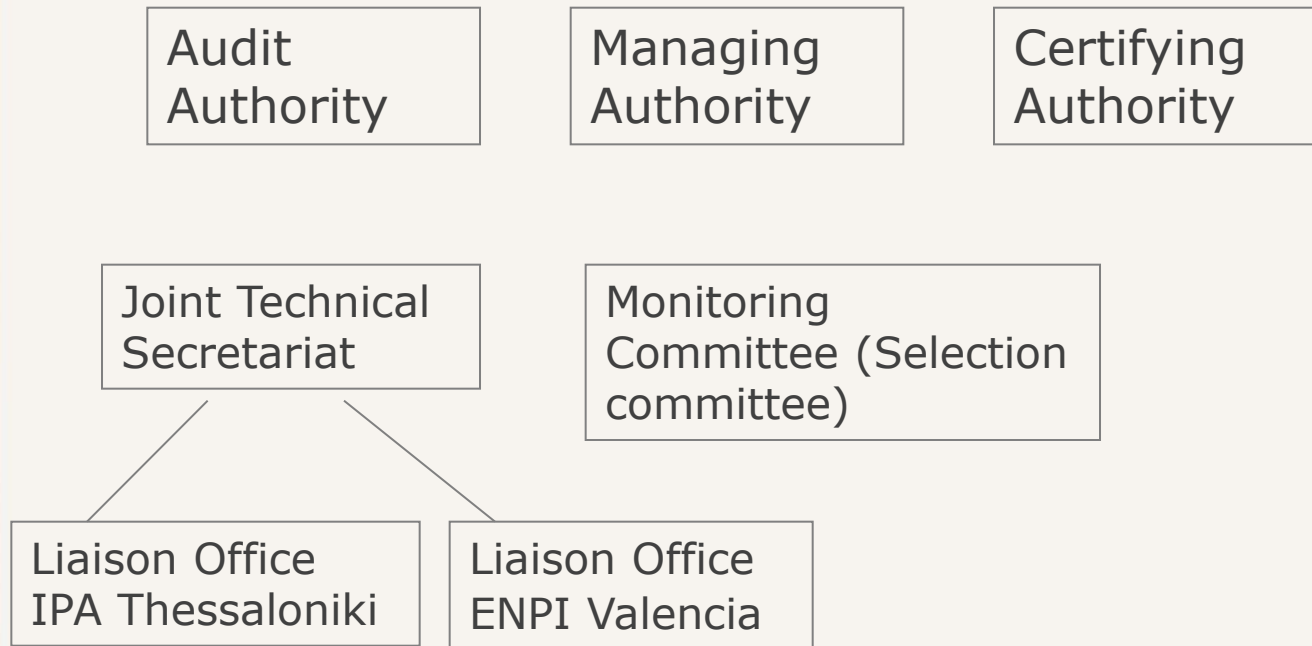 Audit
Authority
Managing
Authority
Certifying
Authority
Joint Technical
Secretariat
Monitoring
Committee (Selection
committee)
Liaison Office
IPA Thessaloniki
Liaison Office
ENPI Valencia